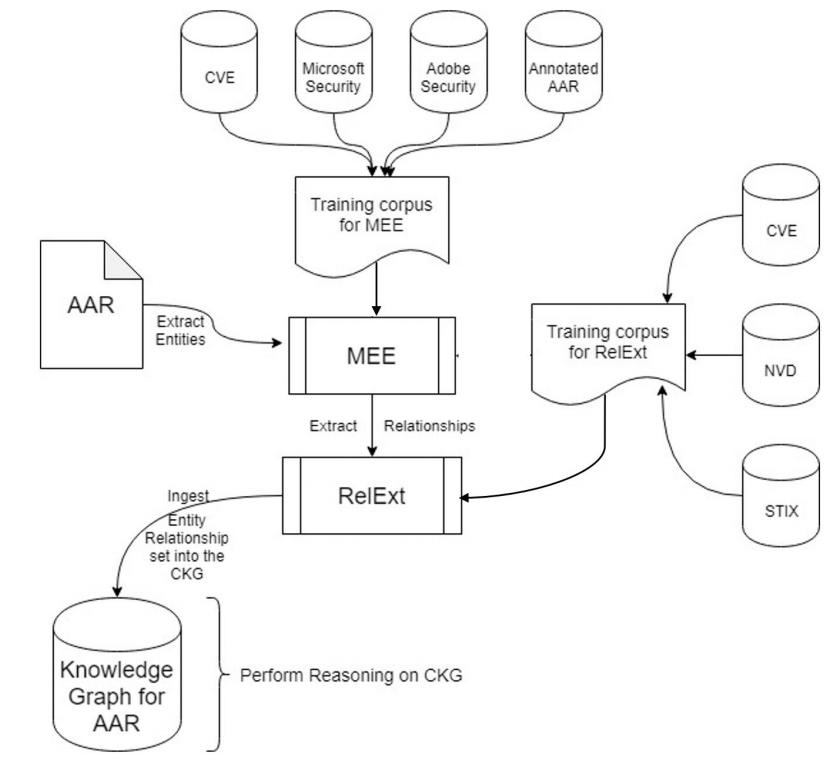 CVE
Microsoft
Security
Adobe
Security
Annotated
AAR
Training corpus
for MEE
CVE
AAR
Extract
Entities
MEE
Training corpus
for RelExt
NVD
Extract Relationships
RelExt
STIX
Ingest
Entity
Relationship
set into the
CKG
Knowledge
Graph for
AAR
Perform Reasoning on CKG